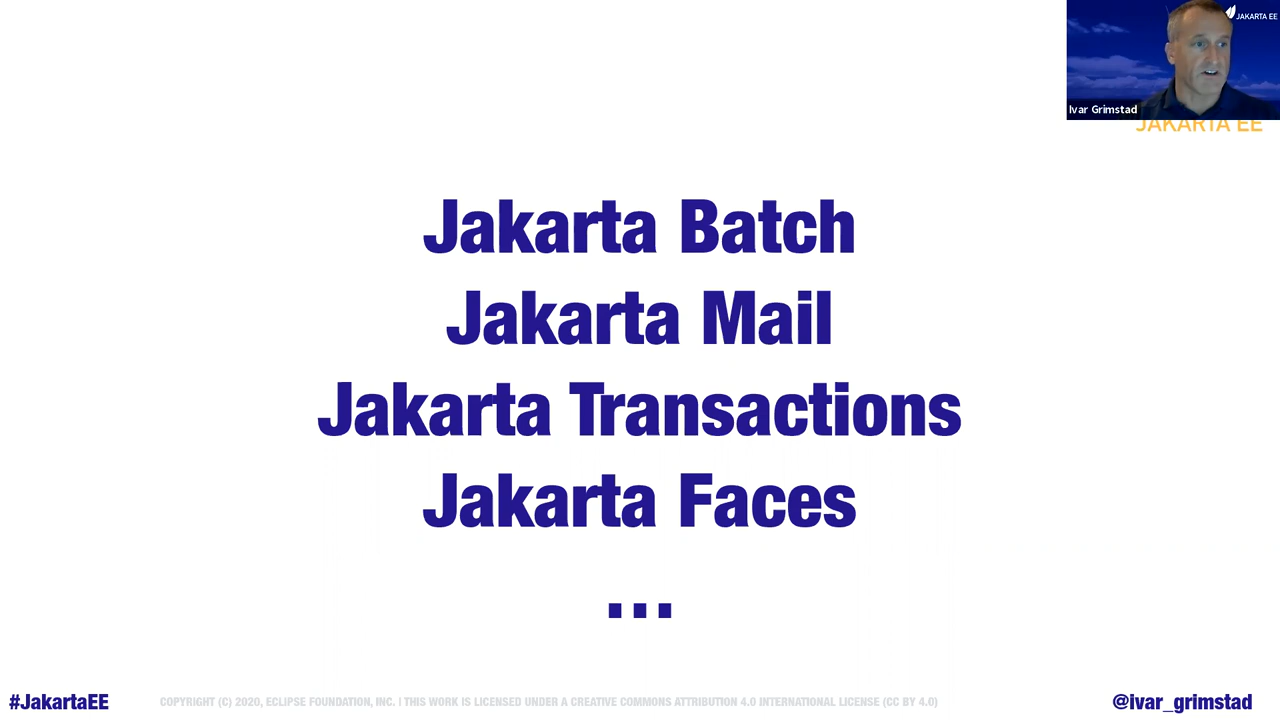 JAKARTA EE
Ivar Grimstad
JAKARTA EE
Jakarta Batch
Jakarta Mail
Jakarta Transactions
Jakarta Faces
...
#JakartaEE
COPYRIGHT (C) 2020, ECLIPSE FOUNDATION, INC. | THIS WORK IS LICENSED UNDER A CREATIVE COMMONS ATTRIBUTION 4.0 INTERNATIONAL LICENSE (CC BY 4.0)
@ivar_grimstad